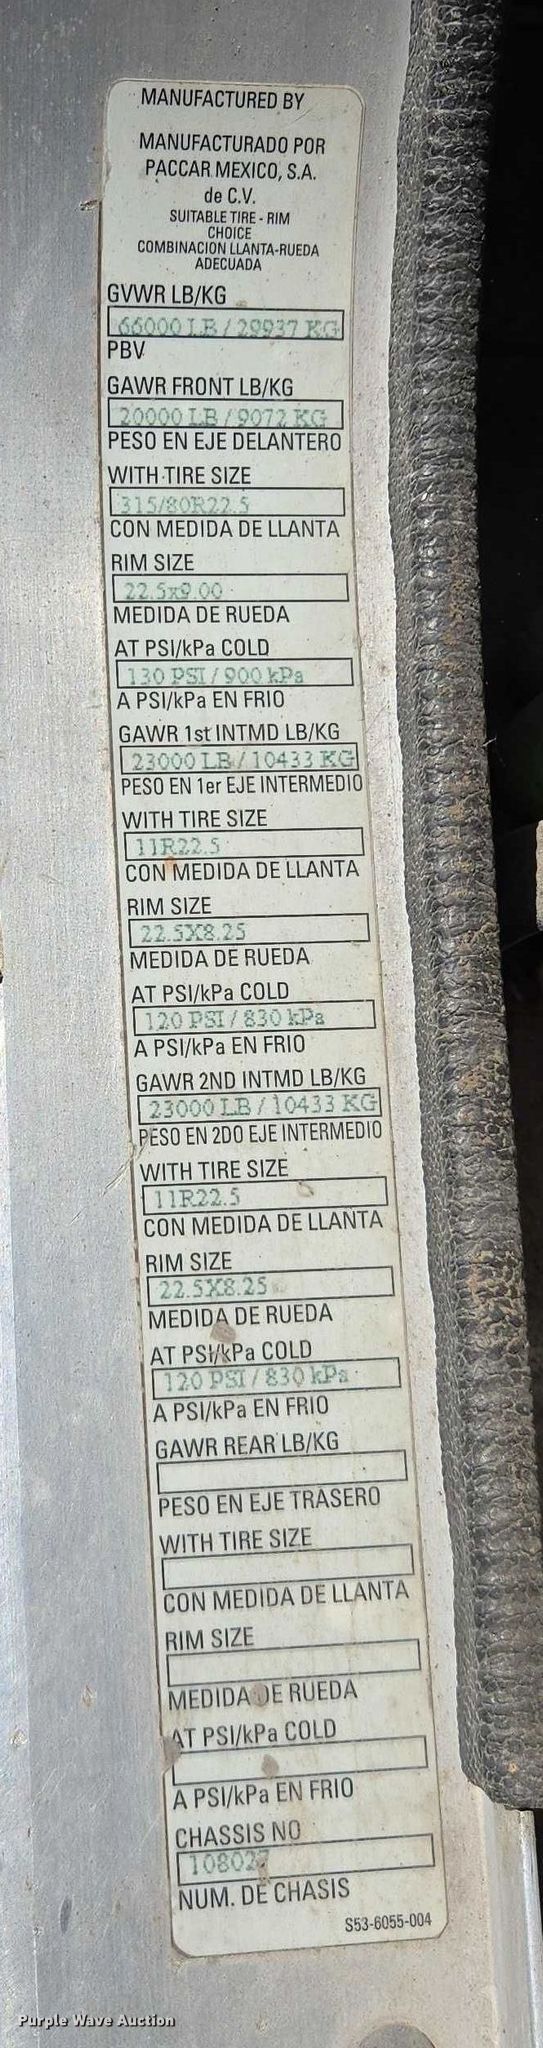 MANUFACTURED BY
MANUFACTURADO POR
PACCAR MEXICO, S.A.
de C.V.
SUITABLE TIRE - RIM
CHOICE
COMBINACION LLANTA-RUEDA
ADECUADA
GVWR LB/KG
66000 LB / 29937 KG
PBV
GAWR FRONT LB/KG
20000 LB / 9072 KG
PESO EN EJE DELANTERO
WITH TIRE SIZE
315/80R22.5
CON MEDIDA DE LLANTA
RIM SIZE
22.5x9.00
MEDIDA DE RUEDA
AT PSI/kPa COLD
130 PSI / 900 kPa
A PSI/kPa EN FRIO
GAWR 1st INTMD LB/KG
23000 LB / 10433 KG
PESO EN 1er EJE INTERMEDIO
WITH TIRE SIZE
11R22.5
CON MEDIDA DE LLANTA
RIM SIZE
22.5X8.25
MEDIDA DE RUEDA
AT PSI/kPa COLD
120 PSI / 830 kPa
A PSI/kPa EN FRIO
GAWR 2ND INTMD LB/KG
23000 LB / 10433 KG
PESO EN 2DO EJE INTERMEDIO
WITH TIRE SIZE
11R22.5
CON MEDIDA DE LLANTA
RIM SIZE
22.5X8.25
MEDIDA DE RUEDA
AT PSI/kPa COLD
120 PSI / 830 kPa
A PSI/kPa EN FRIO
GAWR REAR LB/KG
PESO EN EJE TRASERO
WITH TIRE SIZE
CON MEDIDA DE LLANTA
RIM SIZE
MEDIDA DE RUEDA
AT PSI/kPa COLD
A PSI/kPa EN FRIO
CHASSIS NO
108027
NUM. DE CHASIS
S53-6055-004
Purple Wave Auction